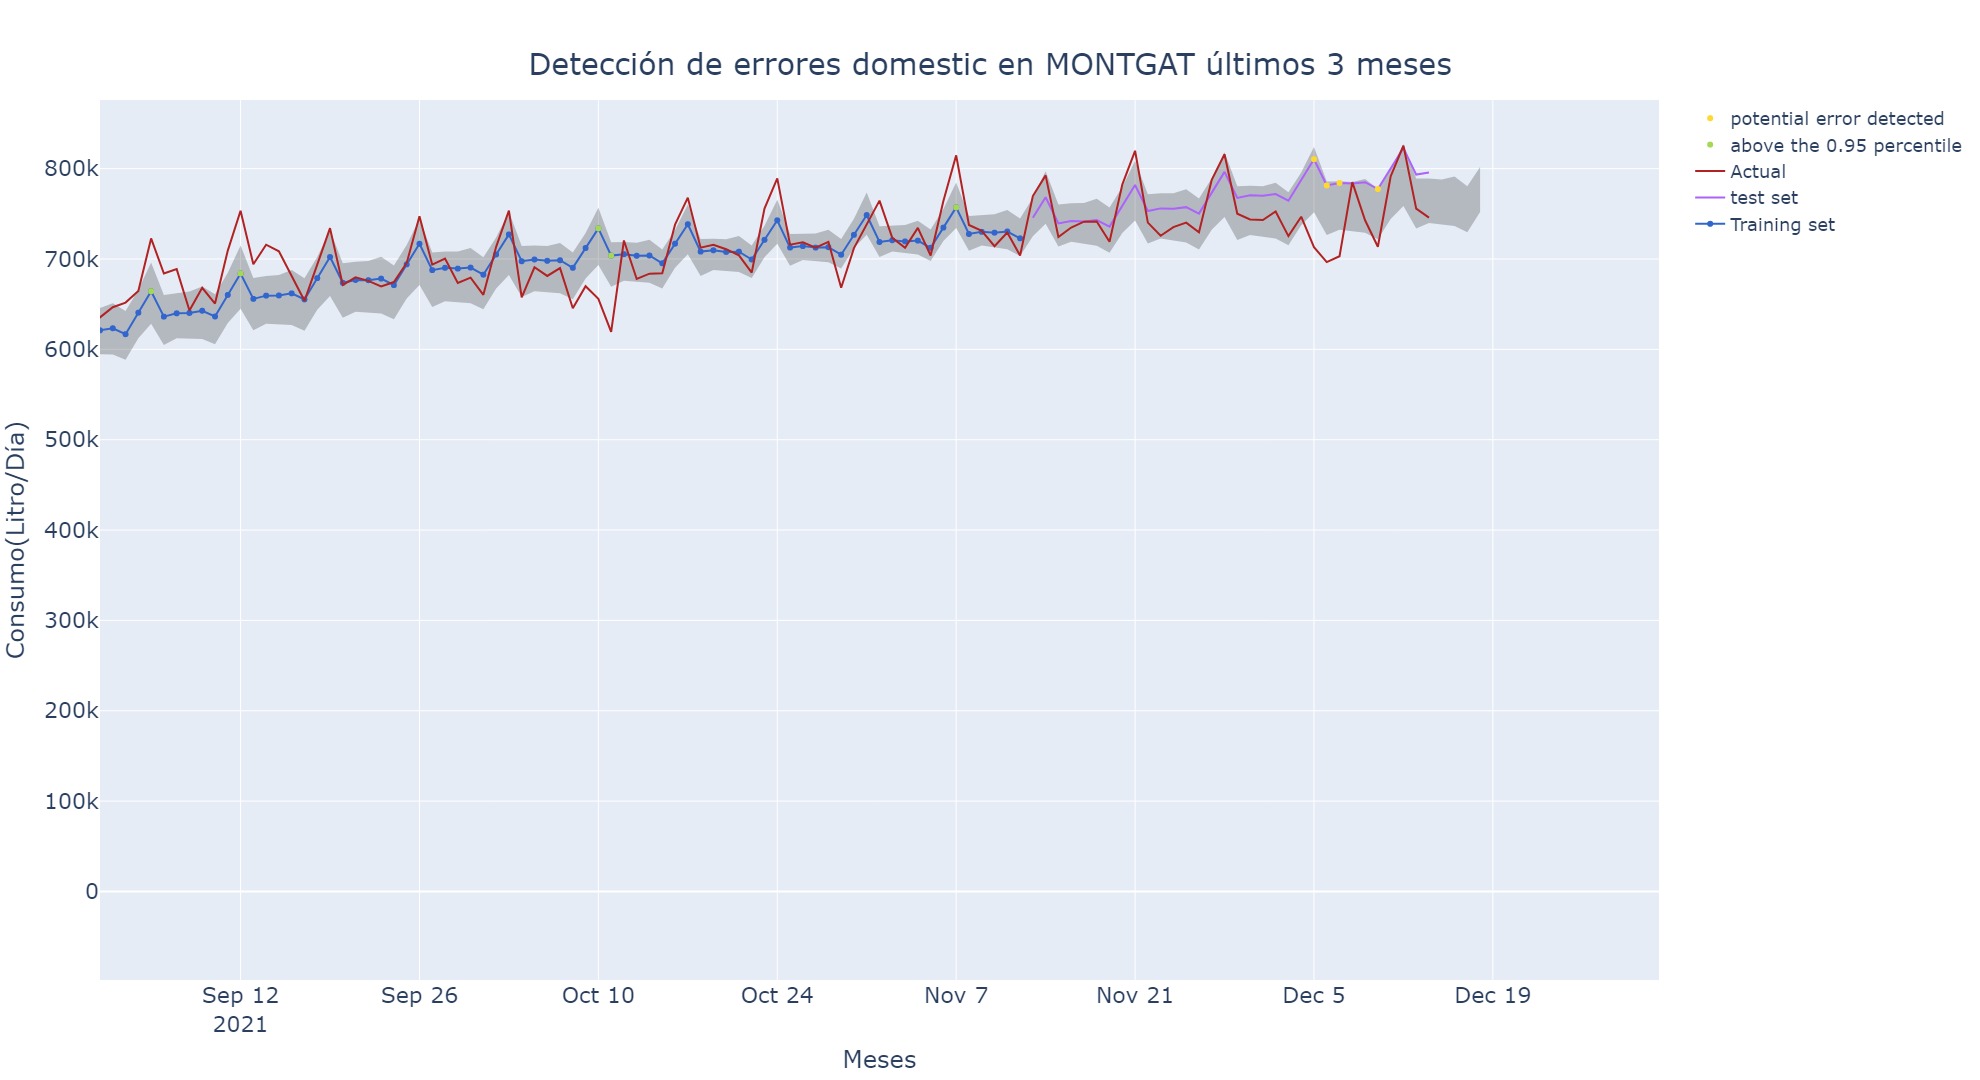 Detección de errores domestic en MONTGAT últimos 3 meses
potential error detected
above the 0.95 percentile
Actual
test set
Training set
Consumo(Litro/Día)
800k
700k
600k
500k
400k
300k
200k
100k
0
Sep 12
2021
Sep 26
Oct 10
Oct 24
Nov 7
Nov 21
Dec 5
Dec 19
Meses